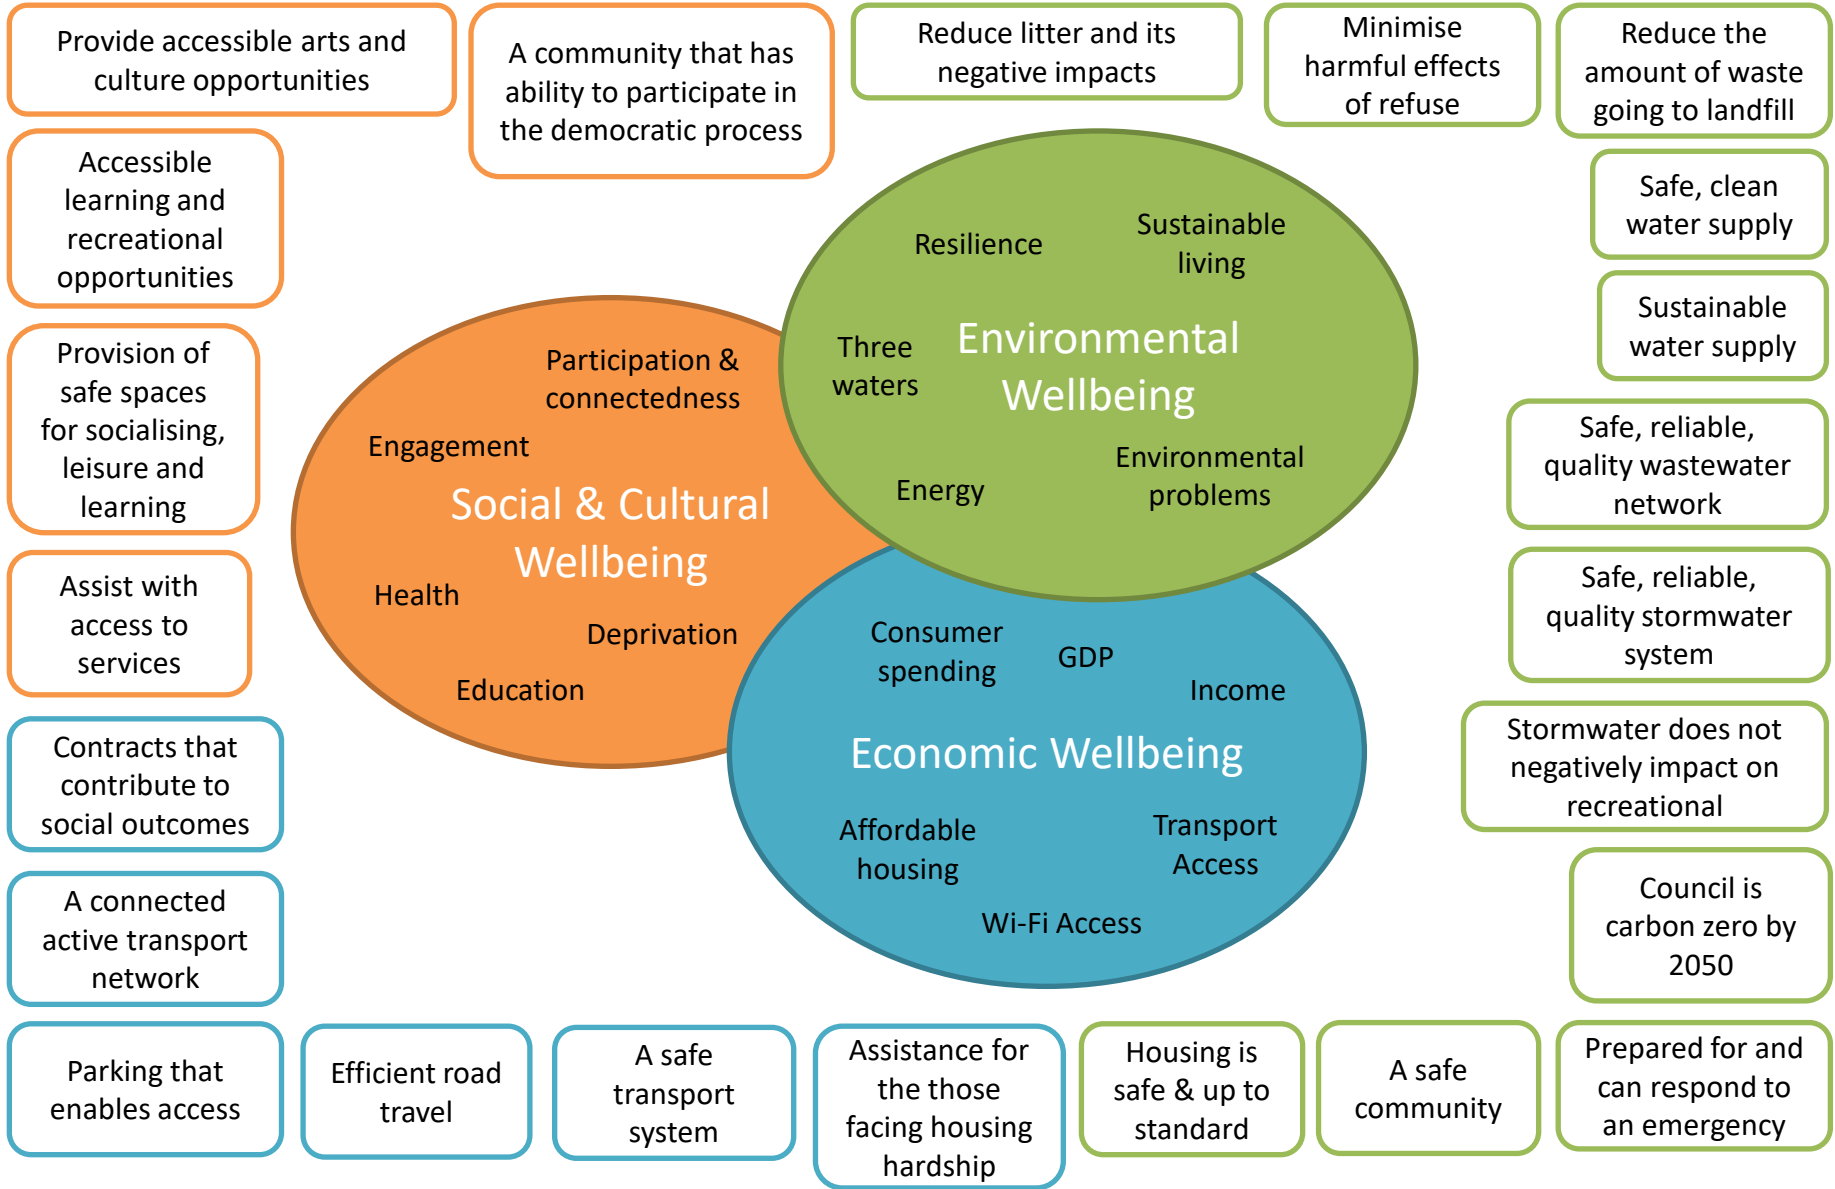 Provide accessible arts and
culture opportunities
A community that has
ability to participate in
the democratic process
Reduce litter and its
negative impacts
Minimise
harmful effects
of refuse
Reduce the
amount of waste
going to landfill
Accessible
learning and
recreational
opportunities
Safe, clean
water supply
Sustainable
water supply
Provision of
safe spaces
for socialising,
leisure and
learning
Safe, reliable,
quality wastewater
network
Assist with
access to
services
Safe, reliable,
quality stormwater
system
Contracts that
contribute to
social outcomes
Stormwater does not
negatively impact on
recreational
A connected
active transport
network
Council is
carbon zero by
2050
Resilience
Sustainable
living
Three
waters
Environmental
Wellbeing
Energy
Environmental
problems
Participation &
connectedness
Engagement
Social & Cultural
Wellbeing
Health
Deprivation
Education
Consumer
spending
GDP
Income
Economic Wellbeing
Affordable
housing
Transport
Access
Wi-Fi Access
Parking that
enables access
Efficient road
travel
A safe
transport
system
Assistance for
the those
facing housing
hardship
Housing is
safe & up to
standard
A safe
community
Prepared for and
can respond to
an emergency